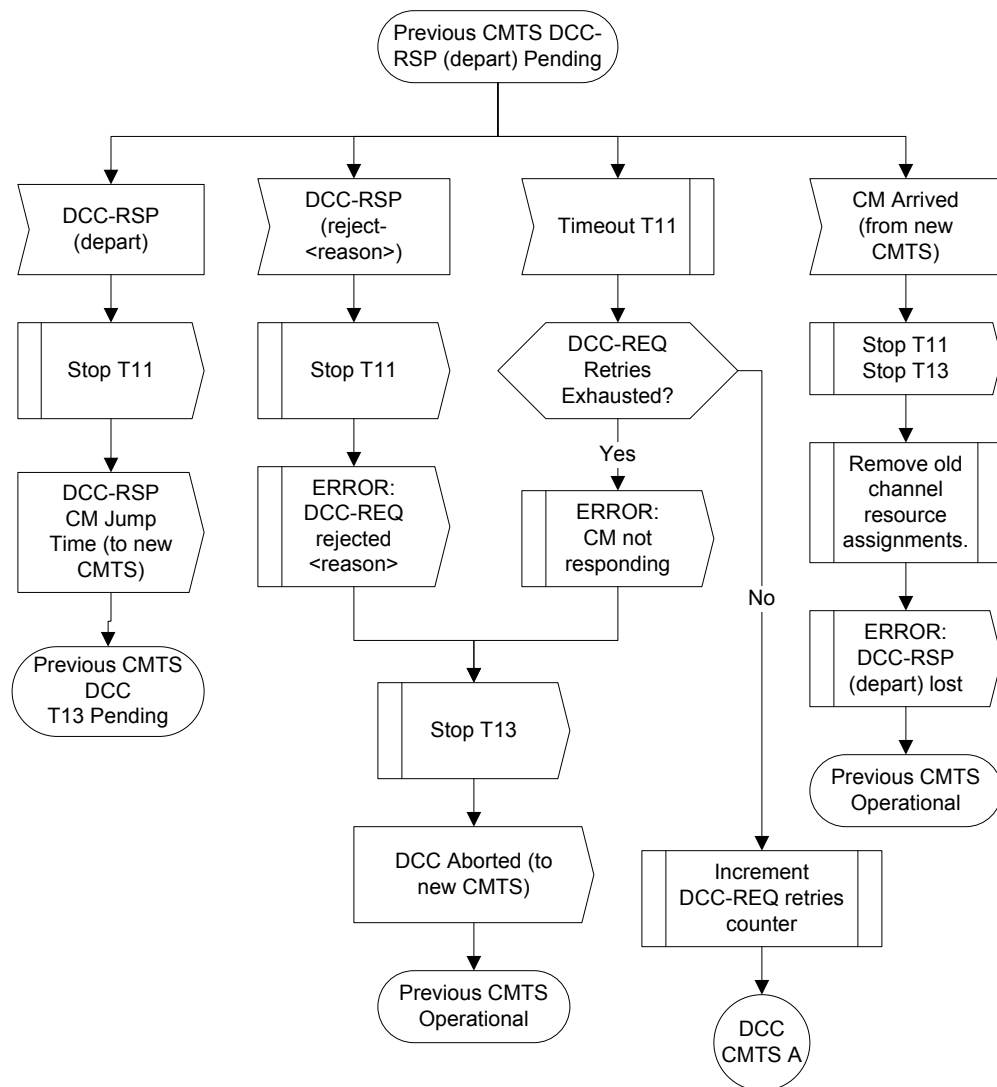 Previous CMTS DCC-
RSP (depart) Pending
DCC-RSP
(depart)
Stop T11
DCC-RSP
CM Jump
Time (to new
CMTS)
Previous CMTS
DCC
T13 Pending
DCC-RSP
(reject-
<reason>)
Stop T11
ERROR:
DCC-REQ
rejected
<reason>
Timeout T11
DCC-REQ
Retries
Exhausted?
Yes
ERROR:
CM not
responding
Stop T13
DCC Aborted (to
new CMTS)
Previous CMTS
Operational
No
Increment
DCC-REQ retries
counter
DCC
CMTS A
CM Arrived
(from new
CMTS)
Stop T11
Stop T13
Remove old
channel
resource
assignments.
ERROR:
DCC-RSP
(depart) lost
Previous CMTS
Operational